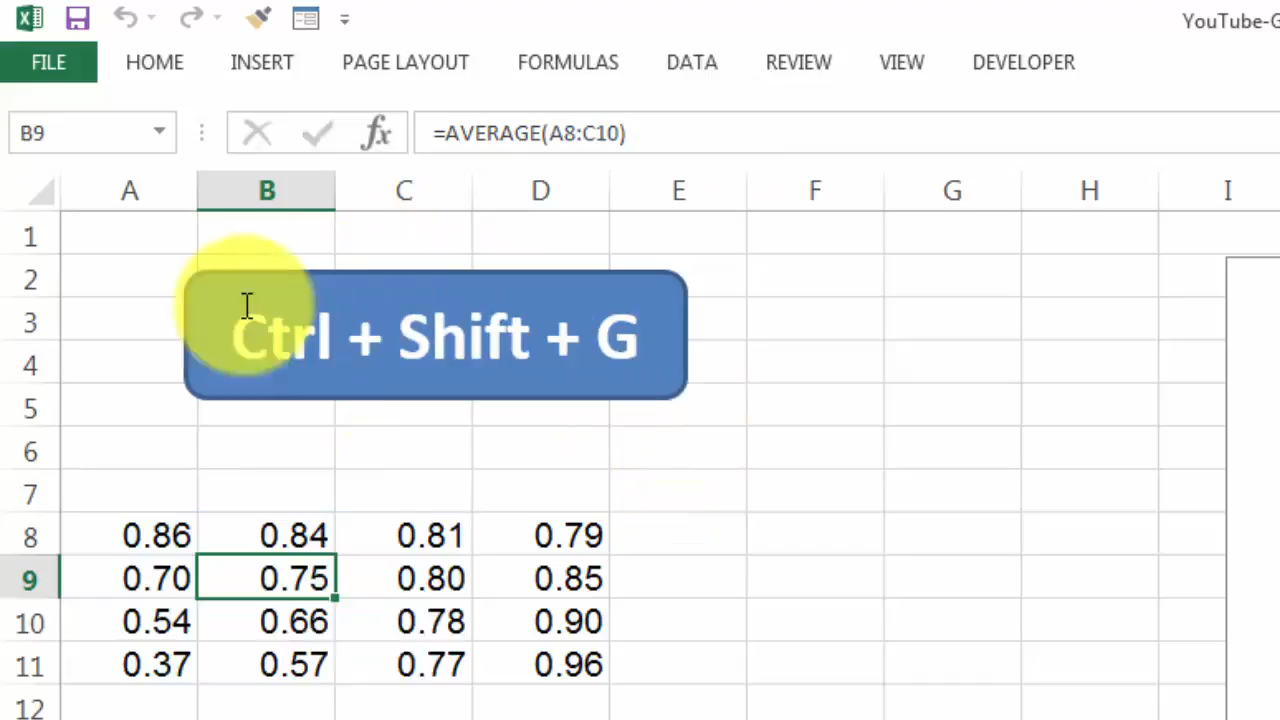 YouTube-G
FILE HOME INSERT PAGE LAYOUT FORMULAS DATA REVIEW VIEW DEVELOPER
B9 fx =AVERAGE(A8:C10)
A B C D E F G H I
1
2
3 Ctrl + Shift + G
4
5
6
7
8 0.86 0.84 0.81 0.79
9 0.70 0.75 0.80 0.85
10 0.54 0.66 0.78 0.90
11 0.37 0.57 0.77 0.96
12